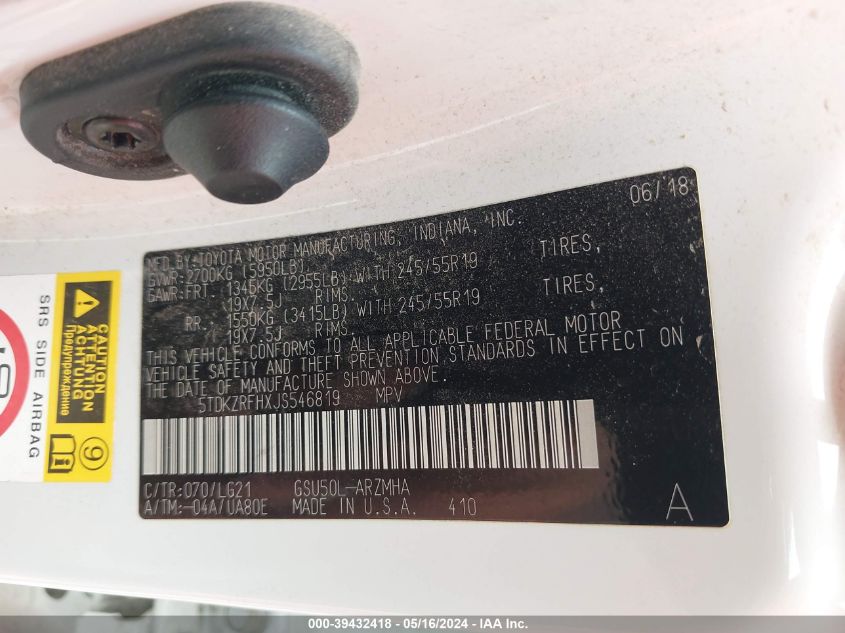 06/18
MFD BY:TOYOTA MOTOR MANUFACTURING, INDIANA, INC.
GVWR:2700KG (5950LB)
GAWR:FRT. 1345KG (2955LB) WITH 245/55R19 TIRES,
19X7.5J RIMS.
RR. 1550KG (3415LB) WITH 245/55R19 TIRES,
19X7.5J RIMS.
THIS VEHICLE CONFORMS TO ALL APPLICABLE FEDERAL MOTOR
VEHICLE SAFETY AND THEFT PREVENTION STANDARDS IN EFFECT ON
THE DATE OF MANUFACTURE SHOWN ABOVE.
5TDKZRFHXJS546819 MPV
C/TR:070/LG21 GSU50L-ARZMHA
A/TM:-04A/UA80E MADE IN U.S.A. 410
A
CAUTION
ATTENTION
ACHTUNG
Предупреждение
SRS SIDE AIRBAG
9
000-39432418 - 05/16/2024 - IAA Inc.